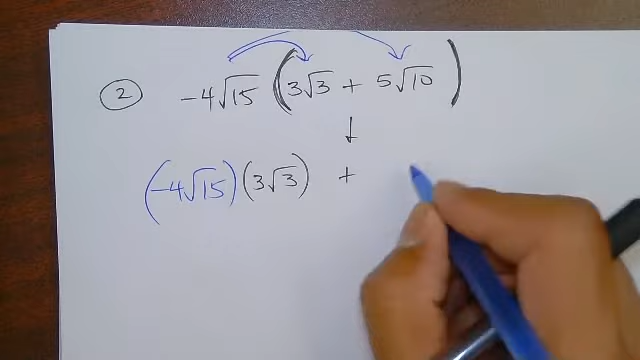 2 -4√15 (3√3 + 5√10)
(-4√15)(3√3) +